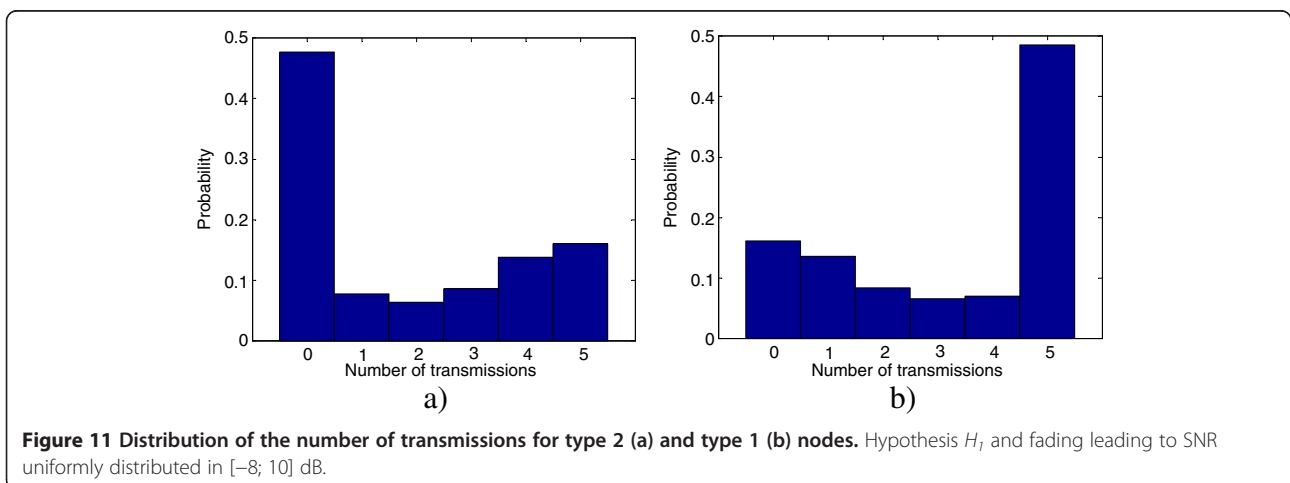 0.5
0.4
0.3
0.2
0.1
0
Probability
0 1 2 3 4 5
Number of transmissions
a)
0.5
0.4
0.3
0.2
0.1
0
Probability
0 1 2 3 4 5
Number of transmissions
b)
Figure 11 Distribution of the number of transmissions for type 2 (a) and type 1 (b) nodes. Hypothesis H1 and fading leading to SNR
uniformly distributed in [−8; 10] dB.